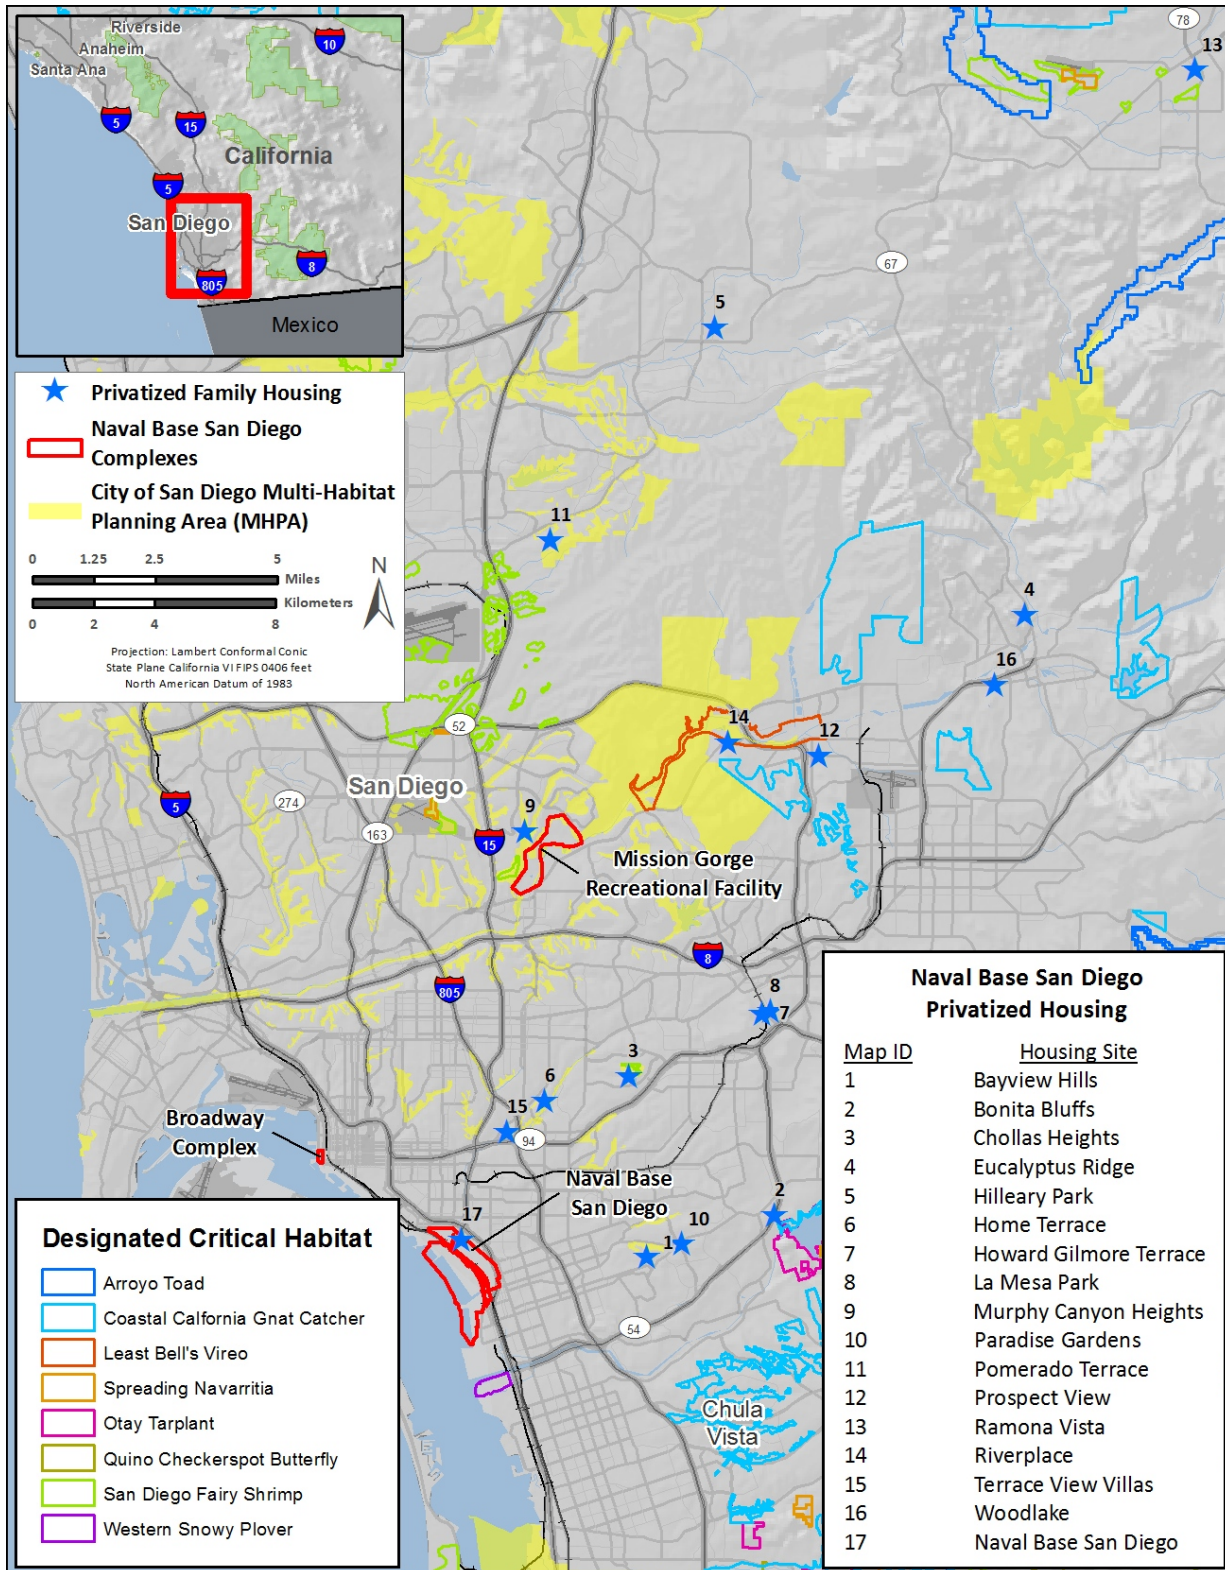 Riverside
Anaheim
Santa Ana
10
5
15
California
5
San Diego
8
805
Mexico
Privatized Family Housing
Naval Base San Diego
Complexes
City of San Diego Multi-Habitat
Planning Area (MHPA)
0 1.25 2.5 5
Miles
Kilometers
0 2 4 8
N
Projection: Lambert Conformal Conic
State Plane California VI FIPS 0406 feet
North American Datum of 1983
78
13
67
5
11
4
16
14
12
52
San Diego
5
274
163
15
9
Mission Gorge
Recreational Facility
8
805
8
7
3
6
15
94
Broadway
Complex
Naval Base
San Diego
17
2
10
1
54
Chula
Vista
Designated Critical Habitat
Arroyo Toad
Coastal Calfornia Gnat Catcher
Least Bell's Vireo
Spreading Navarritia
Otay Tarplant
Quino Checkerspot Butterfly
San Diego Fairy Shrimp
Western Snowy Plover
Naval Base San Diego
Privatized Housing
Map ID Housing Site
1 Bayview Hills
2 Bonita Bluffs
3 Chollas Heights
4 Eucalyptus Ridge
5 Hilleary Park
6 Home Terrace
7 Howard Gilmore Terrace
8 La Mesa Park
9 Murphy Canyon Heights
10 Paradise Gardens
11 Pomerado Terrace
12 Prospect View
13 Ramona Vista
14 Riverplace
15 Terrace View Villas
16 Woodlake
17 Naval Base San Diego